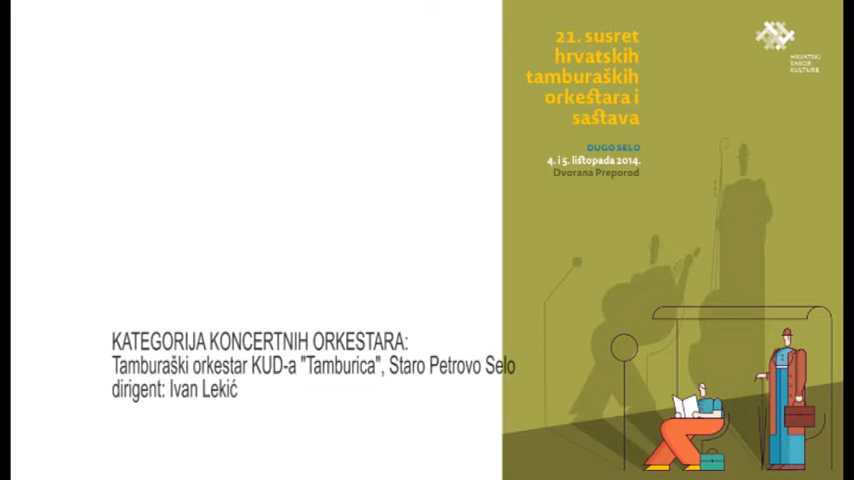 21. susret
hrvatskih
tamburaških
orkestara i
sastava
HRVATSKI
SABOR
KULTURE
DUGO SELO
4. i 5. listopada 2014.
Dvorana Preporod
KATEGORIJA KONCERTNIH ORKESTARA:
Tamburaški orkestar KUD-a "Tamburica", Staro Petrovo Selo
dirigent: Ivan Lekić